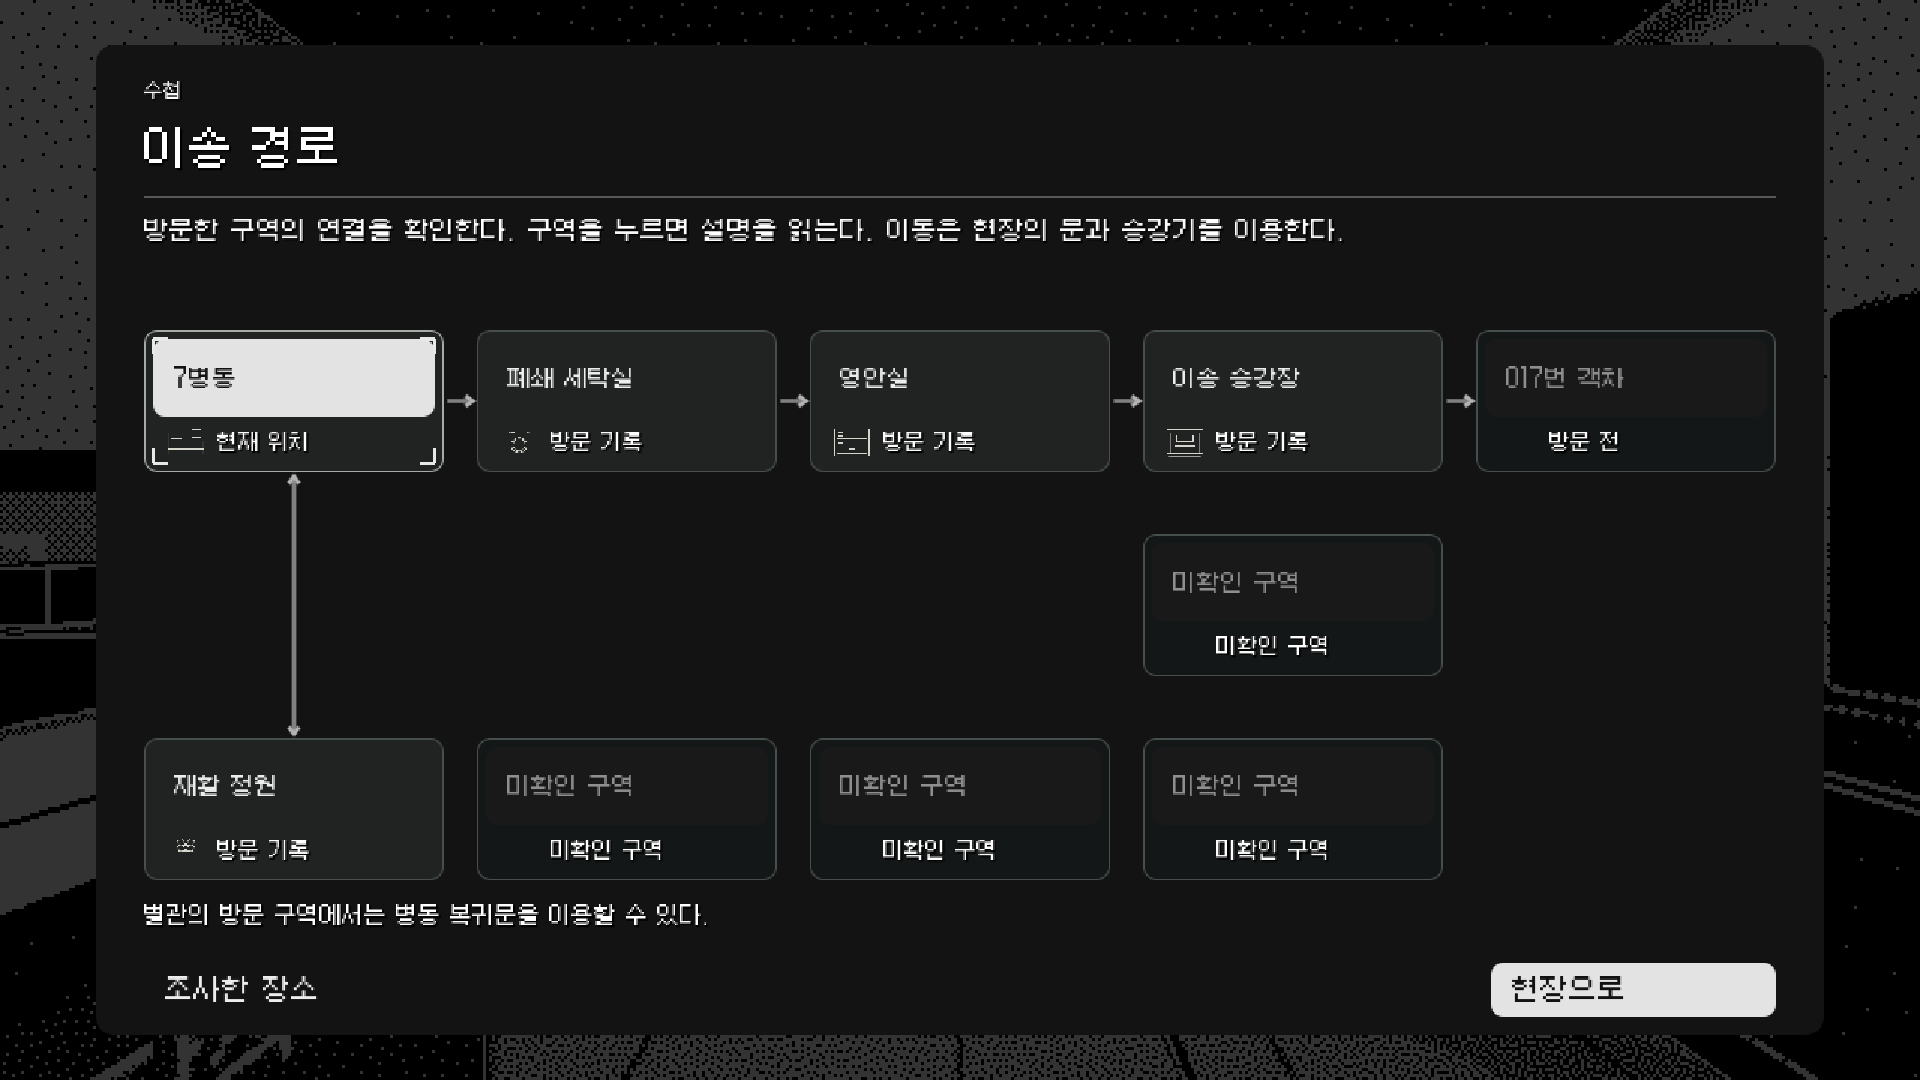 수첩
이송 경로
방문한 구역의 연결을 확인한다. 구역을 누르면 설명을 읽는다. 이동은 현장의 문과 승강기를 이용한다.
7병동
현재 위치
폐쇄 세탁실
방문 기록
영안실
방문 기록
이송 승강장
방문 기록
017번 객차
방문 전
미확인 구역
미확인 구역
재활 정원
방문 기록
미확인 구역
미확인 구역
미확인 구역
미확인 구역
미확인 구역
미확인 구역
별관의 방문 구역에서는 병동 복귀문을 이용할 수 있다.
조사한 장소
현장으로